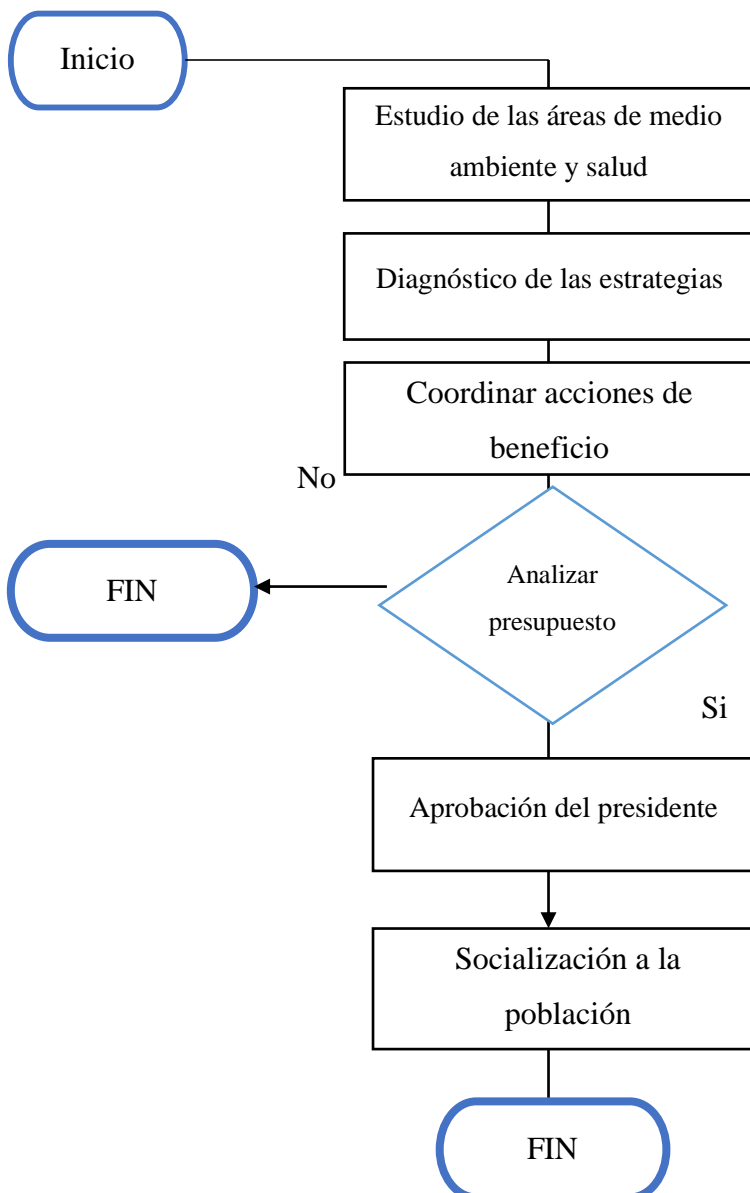 Inicio
Estudio de las áreas de medio
ambiente y salud
Diagnóstico de las estrategias
Coordinar acciones de
beneficio
No
FIN
Analizar
presupuesto
Si
Aprobación del presidente
Socialización a la
población
FIN